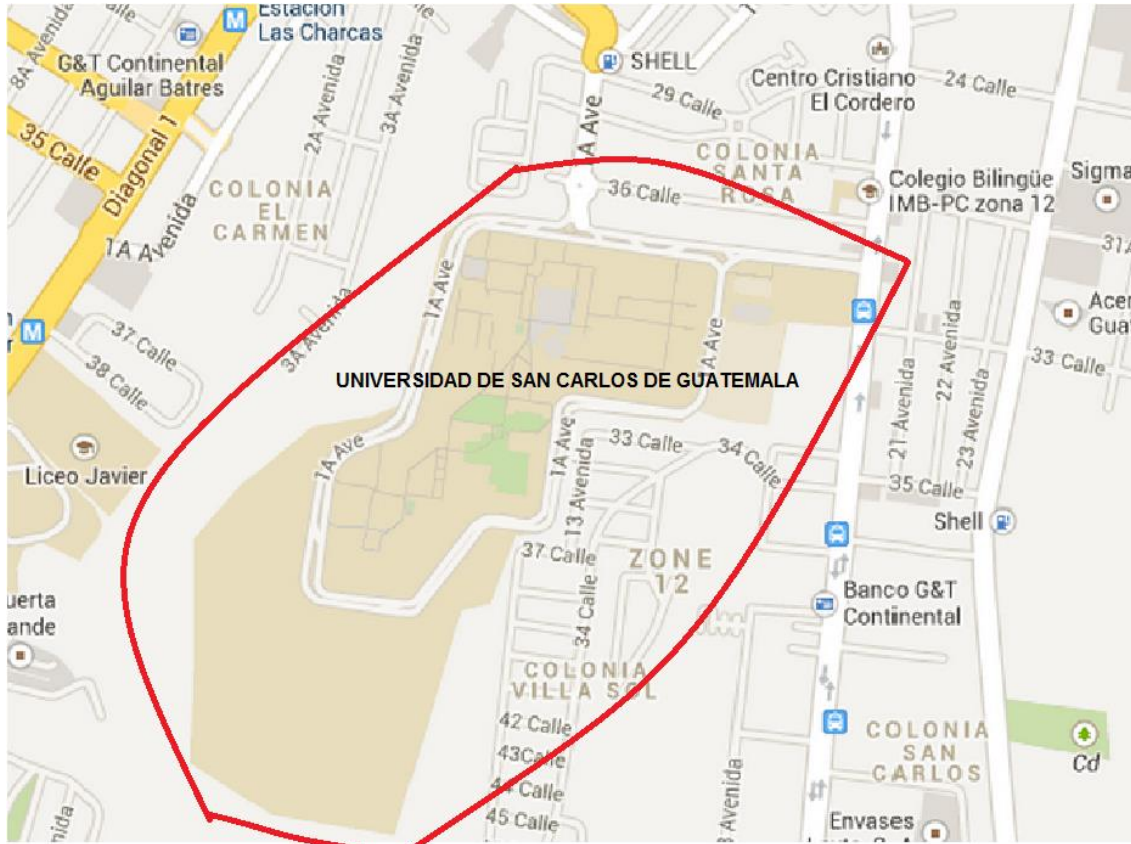 Estación
Las Charcas
Calle
8A Avenida
G&T Continental
Aguilar Batres
M
35 Calle
Diagonal 1
1A Avenida
2A Avenida
3A Avenida
COLONIA
EL
CARMEN
SHELL
29 Calle
A Ave
36 Calle
COLONIA
SANTA
ROSA
Centro Cristiano
El Cordero
24 Calle
Colegio Bilingüe
IMB-PC zona 12
Sigma
M
37 Calle
38 Calle
3A Avenida
1A Ave
A Ave
UNIVERSIDAD DE SAN CARLOS DE GUATEMALA
33 Calle
21 Avenida
22 Avenida
23 Avenida
Liceo Javier
1A Ave
1A Ave
33 Calle
34 Calle
13 Avenida
35 Calle
Shell
37 Calle
ZONE
12
34 Calle
Banco G&T
Continental
COLONIA
VILLA SOL
42 Calle
43Calle
44 Calle
45 Calle
COLONIA
SAN
CARLOS
Cd
Envases